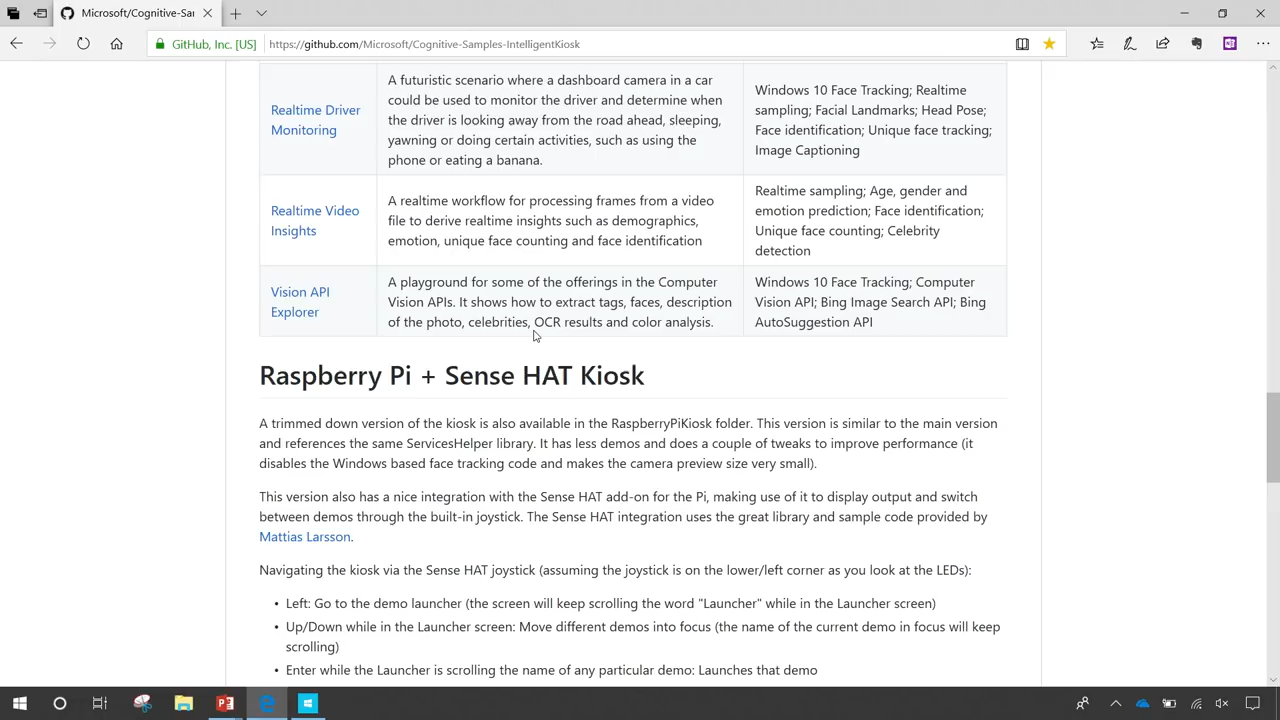 Microsoft/Cognitive-Sar
GitHub, Inc. [US]
https://github.com/Microsoft/Cognitive-Samples-IntelligentKiosk
Realtime Driver
Monitoring
A futuristic scenario where a dashboard camera in a car
could be used to monitor the driver and determine when
the driver is looking away from the road ahead, sleeping,
yawning or doing certain activities, such as using the
phone or eating a banana.
Windows 10 Face Tracking; Realtime
sampling; Facial Landmarks; Head Pose;
Face identification; Unique face tracking;
Image Captioning
Realtime Video
Insights
A realtime workflow for processing frames from a video
file to derive realtime insights such as demographics,
emotion, unique face counting and face identification
Realtime sampling; Age, gender and
emotion prediction; Face identification;
Unique face counting; Celebrity
detection
Vision API
Explorer
A playground for some of the offerings in the Computer
Vision APIs. It shows how to extract tags, faces, description
of the photo, celebrities, OCR results and color analysis.
Windows 10 Face Tracking; Computer
Vision API; Bing Image Search API; Bing
AutoSuggestion API
Raspberry Pi + Sense HAT Kiosk
A trimmed down version of the kiosk is also available in the RaspberryPiKiosk folder. This version is similar to the main version
and references the same ServicesHelper library. It has less demos and does a couple of tweaks to improve performance (it
disables the Windows based face tracking code and makes the camera preview size very small).
This version also has a nice integration with the Sense HAT add-on for the Pi, making use of it to display output and switch
between demos through the built-in joystick. The Sense HAT integration uses the great library and sample code provided by
Mattias Larsson.
Navigating the kiosk via the Sense HAT joystick (assuming the joystick is on the lower/left corner as you look at the LEDs):
• Left: Go to the demo launcher (the screen will keep scrolling the word "Launcher" while in the Launcher screen)
• Up/Down while in the Launcher screen: Move different demos into focus (the name of the current demo in focus will keep
scrolling)
• Enter while the Launcher is scrolling the name of any particular demo: Launches that demo